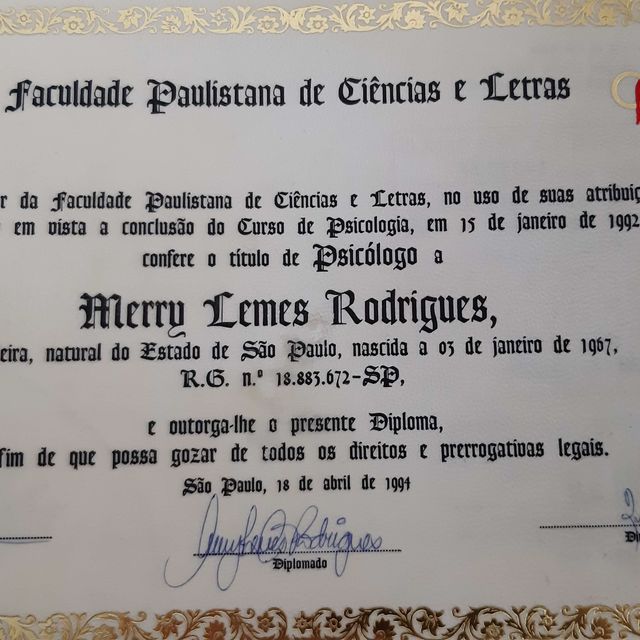 Faculdade Paulistana de Ciências e Letras
r da Faculdade Paulistana de Ciências e Letras, no uso de suas atribuiç
em vista a conclusão do Curso de Psicologia, em 15 de janeiro de 1992
confere o título de Psicólogo a
Merry Lemes Rodrigues,
eira, natural do Estado de São Paulo, nascida a 03 de janeiro de 1967,
R.G. n.º 18.883.672-SP,
e outorga-lhe o presente Diploma,
fim de que possa gozar de todos os direitos e prerrogativas legais.
São Paulo, 18 de abril de 1994
Merry Lemes Rodrigues
Diplomado
Di